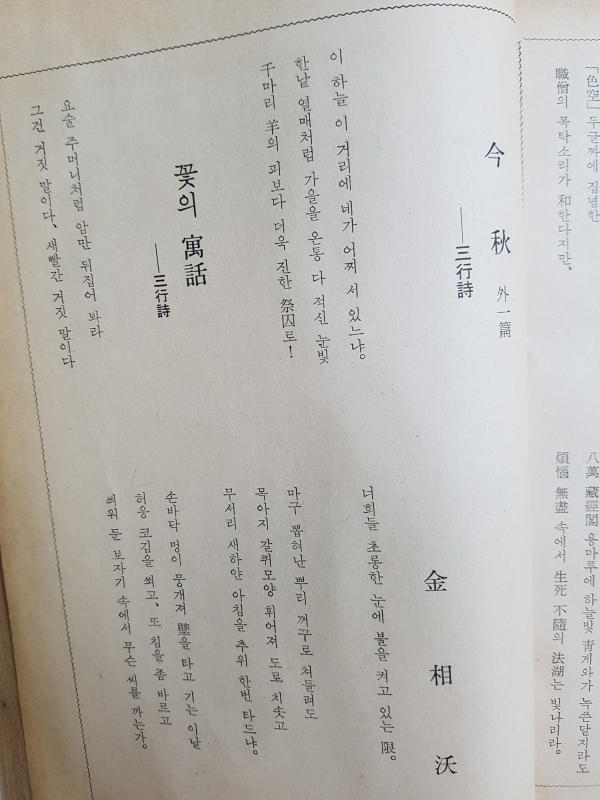 「色空」두글짜에 집념한
職僧의 목탁소리가 和한다지만、
八萬 藏經閣 용마루에 하늘빛 靑게와가 녹쓴달지라도
煩惱 無盡 속에서 生死 不隨의 法湖는 빛나리라。
今秋 外一篇
——三行詩
金相沃
이 하늘 이 거리에 네가 어찌 서 있느냐。
한낱 열매처럼 가을을 온통 다 적신 눈빛
千마리 羊의 피보다 더욱 진한 祭囚로!
꽃의 寓話
——三行詩
요술 주머니처럼 암만 뒤집어 봐라
그건 거짓 말이다、새빨간 거짓 말이다
너희들 초롱한 눈에 불을 켜고 있는 限。
마구 뽑혀난 뿌리 꺼꾸로 쳐들려도
목아지 갈퀴모양 휘어져 도로 치솟고
무서리 새하얀 아침을 추위 한번 타드냐。
손바닥 멍이 뭉개져 壁을 타고 기는 이날
허옹 코김을 쐬고、또 침을 졸 바르고
씌워 둔 보자기 속에서 무슨 씨를 까는가。